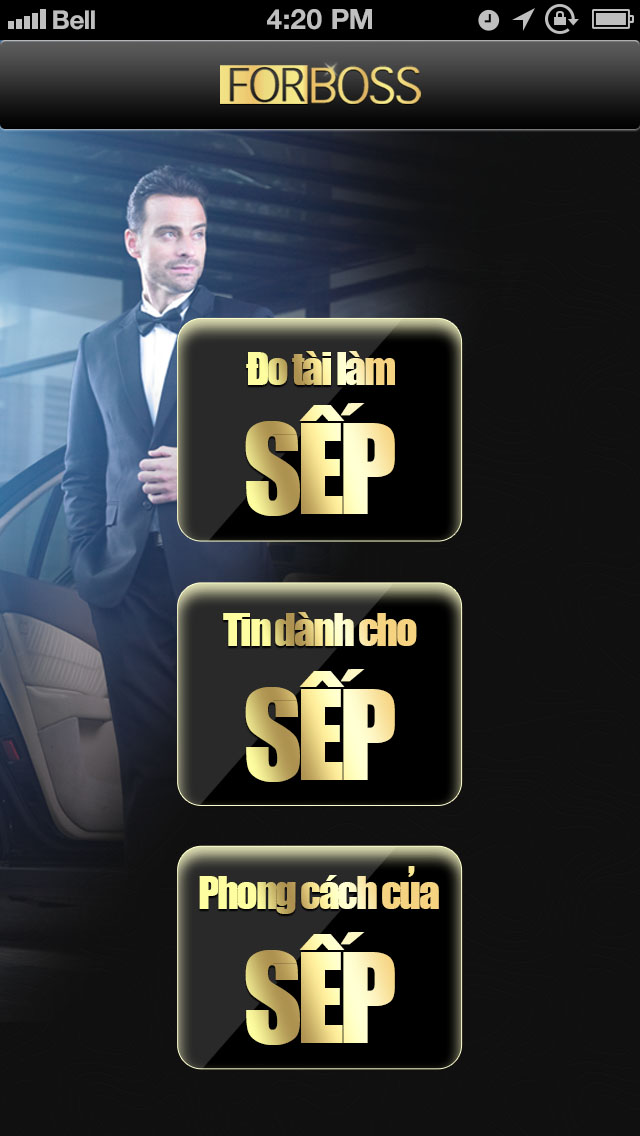 Bell 4:20 PM
FORBOSS
Đo tài làm
SẾP
Tin dành cho
SẾP
Phong cách của
SẾP